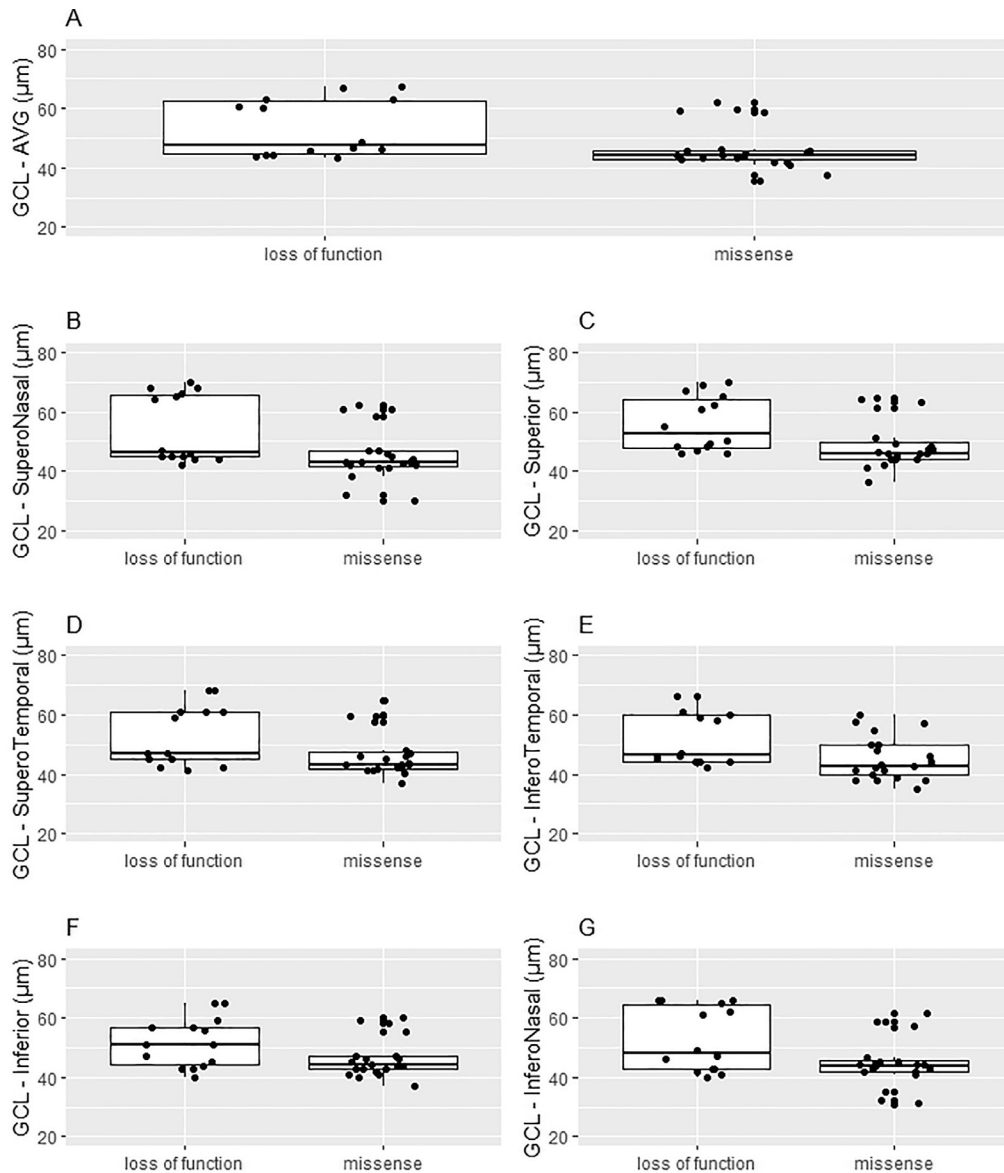 A
GCL - AVG (μm)
80
60
40
20
loss of function
missense
B
GCL - SuperoNasal (μm)
80
60
40
20
loss of function
missense
C
GCL - Superior (μm)
80
60
40
20
loss of function
missense
D
GCL - SuperoTemporal (μm)
80
60
40
20
loss of function
missense
E
GCL - InferoTemporal (μm)
80
60
40
20
loss of function
missense
F
GCL - Inferior (μm)
80
60
40
20
loss of function
missense
G
GCL - InferoNasal (μm)
80
60
40
20
loss of function
missense